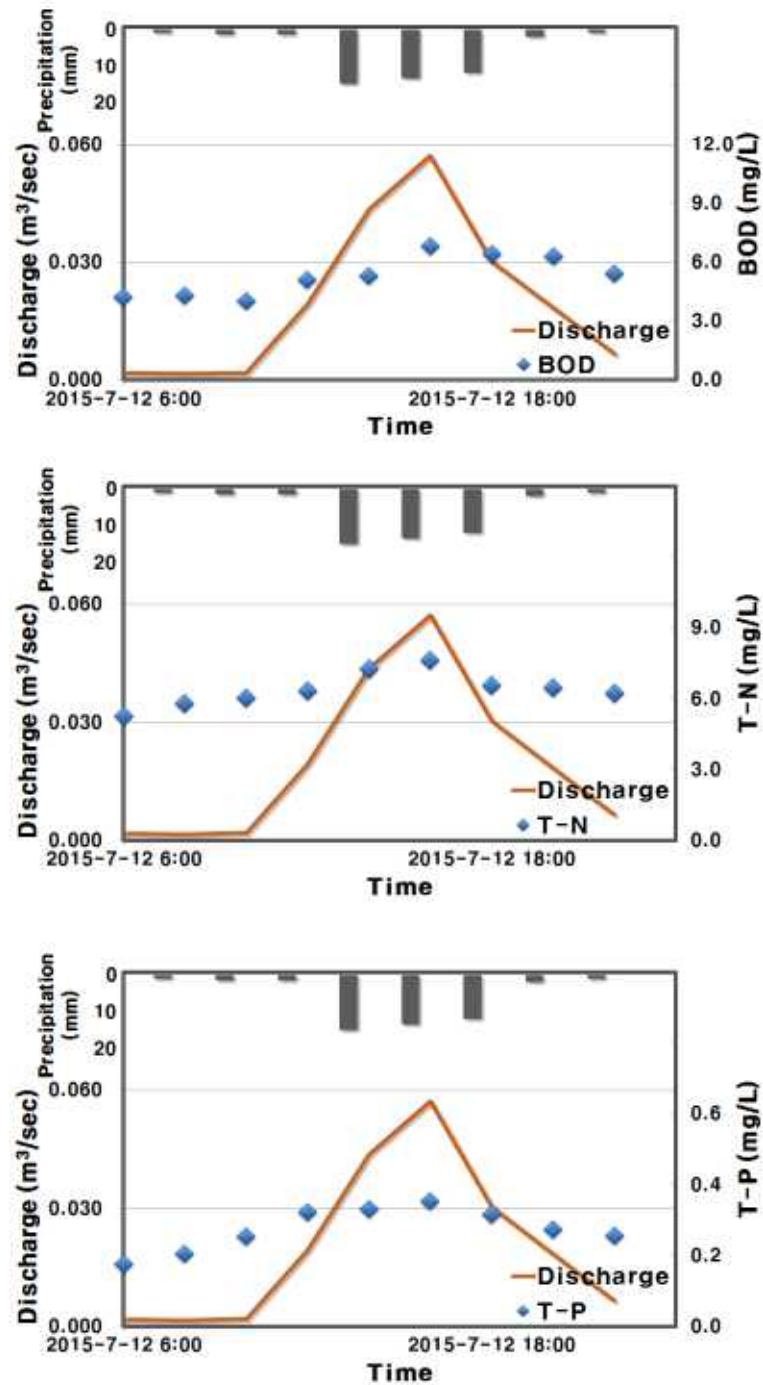 Precipitation
(mm)
0
10
20
Discharge (m³/sec)
0.060
0.030
0.000
12.0
9.0
6.0
3.0
0.0
BOD (mg/L)
Discharge
BOD
2015-7-12 6:00
2015-7-12 18:00
Time
Precipitation
(mm)
0
10
20
Discharge (m³/sec)
0.060
0.030
0.000
9.0
6.0
3.0
0.0
T-N (mg/L)
Discharge
T-N
2015-7-12 6:00
2015-7-12 18:00
Time
Precipitation
(mm)
0
10
20
Discharge (m³/sec)
0.060
0.030
0.000
0.6
0.4
0.2
0.0
T-P (mg/L)
Discharge
T-P
2015-7-12 6:00
2015-7-12 18:00
Time